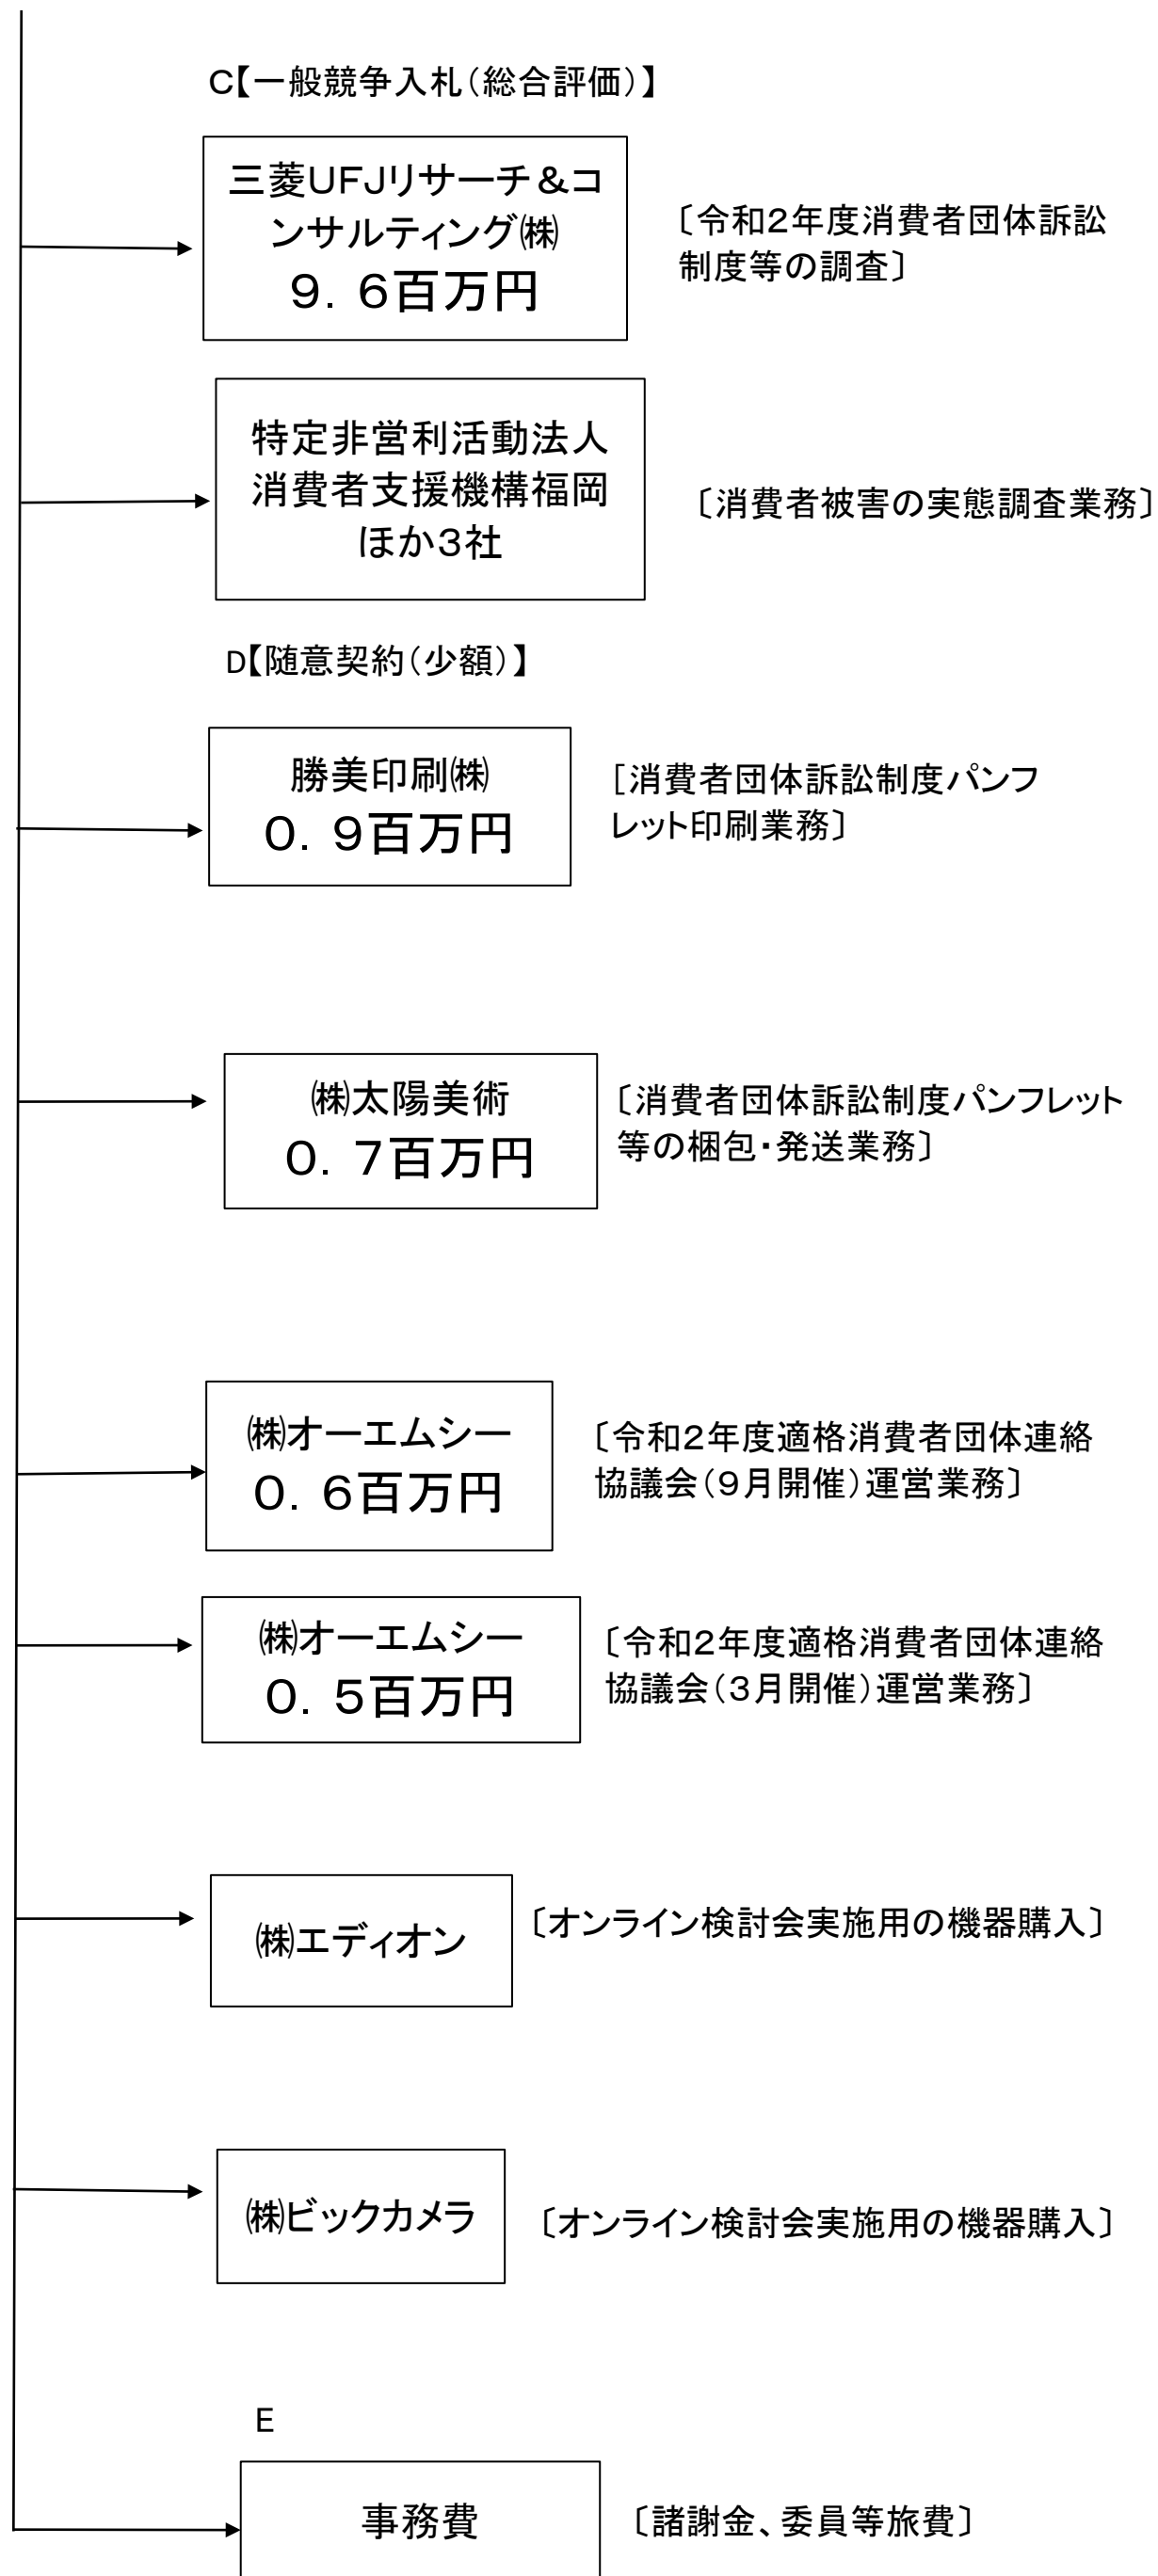 C【一般競争入札(総合評価)】
三菱UFJリサーチ&コ
ンサルティング㈱
9.6百万円
〔令和2年度消費者団体訴訟
制度等の調査〕
特定非営利活動法人
消費者支援機構福岡
ほか3社
〔消費者被害の実態調査業務〕
D【随意契約(少額)】
勝美印刷㈱
0.9百万円
[消費者団体訴訟制度パンフ
レット印刷業務〕
㈱太陽美術
0.7百万円
〔消費者団体訴訟制度パンフレット
等の梱包・発送業務〕
㈱オーエムシー
0.6百万円
〔令和2年度適格消費者団体連絡
協議会(9月開催)運営業務〕
㈱オーエムシー
0.5百万円
〔令和2年度適格消費者団体連絡
協議会(3月開催)運営業務〕
㈱エディオン
〔オンライン検討会実施用の機器購入〕
㈱ビックカメラ
〔オンライン検討会実施用の機器購入〕
E
事務費
〔諸謝金、委員等旅費〕